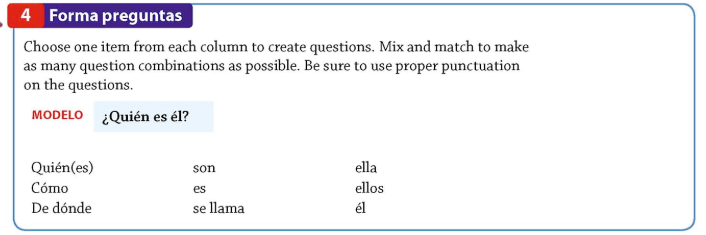 4 Forma preguntas
Choose one item from each column to create questions. Mix and match to make
as many question combinations as possible. Be sure to use proper punctuation
on the questions.
MODELO ¿Quién es él?
Quién(es) son ella
Cómo es ellos
De dónde se llama él